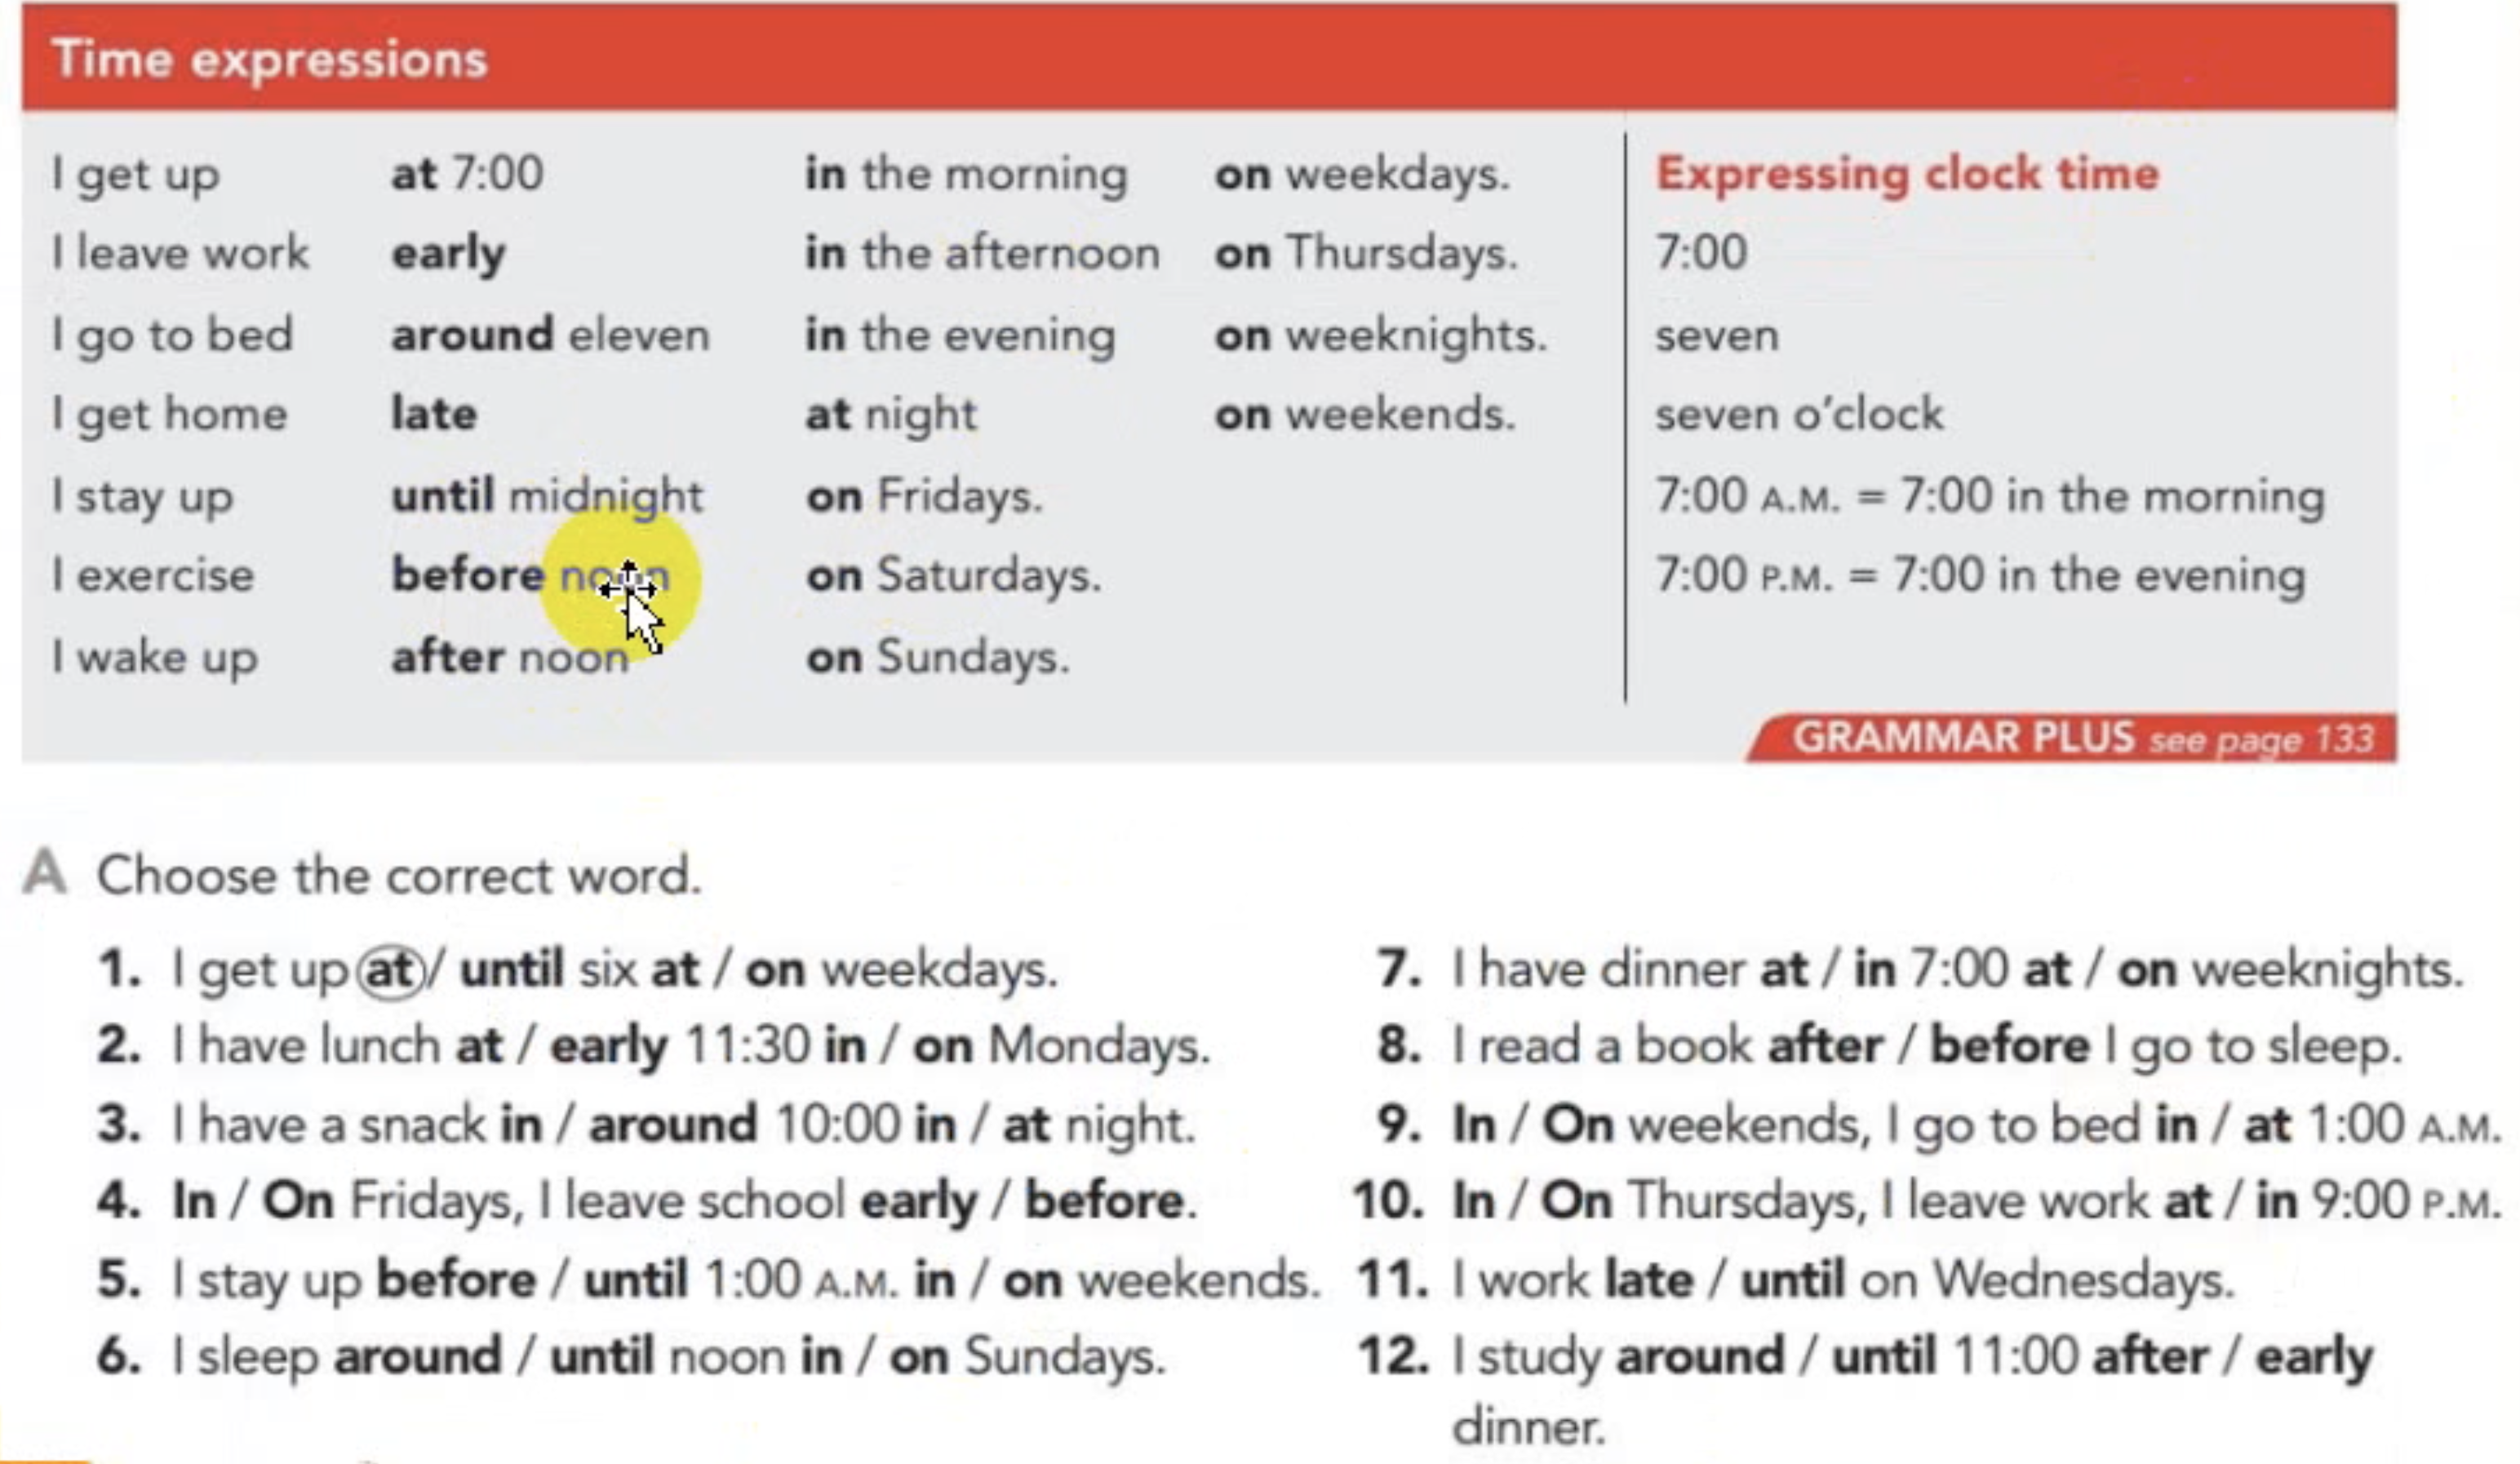 Time expressions
I get up at 7:00 in the morning on weekdays.
I leave work early in the afternoon on Thursdays.
I go to bed around eleven in the evening on weeknights.
I get home late at night on weekends.
I stay up until midnight on Fridays.
I exercise before noon on Saturdays.
I wake up after noon on Sundays.
Expressing clock time
7:00
seven
seven o'clock
7:00 A.M. = 7:00 in the morning
7:00 P.M. = 7:00 in the evening
GRAMMAR PLUS see page 133
A Choose the correct word.
1. I get up at / until six at / on weekdays.
2. I have lunch at / early 11:30 in / on Mondays.
3. I have a snack in / around 10:00 in / at night.
4. In / On Fridays, I leave school early / before.
5. I stay up before / until 1:00 A.M. in / on weekends.
6. I sleep around / until noon in / on Sundays.
7. I have dinner at / in 7:00 at / on weeknights.
8. I read a book after / before I go to sleep.
9. In / On weekends, I go to bed in / at 1:00 A.M.
10. In / On Thursdays, I leave work at / in 9:00 P.M.
11. I work late / until on Wednesdays.
12. I study around / until 11:00 after / early
dinner.